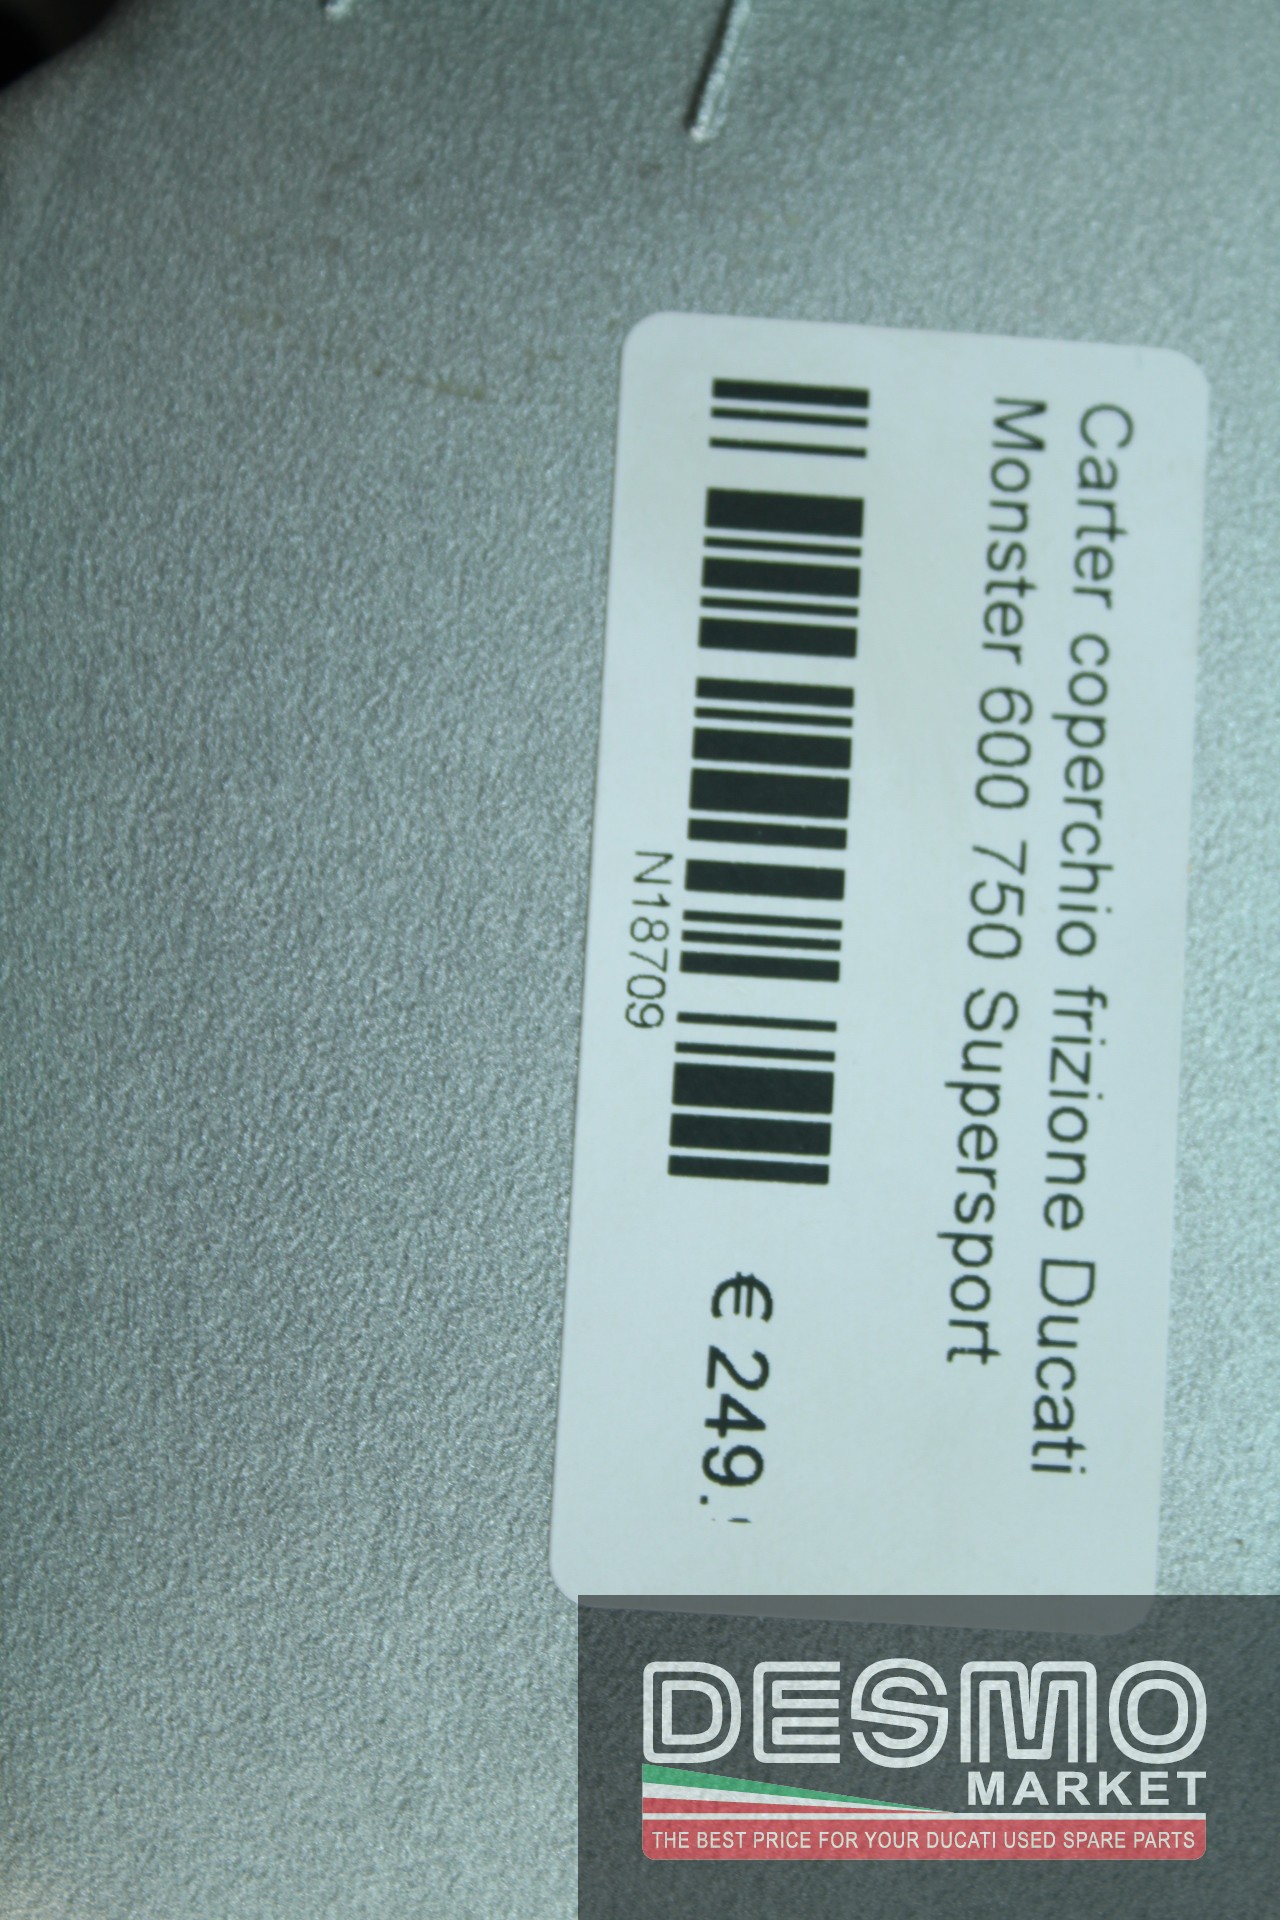 Carter coperchio frizione Ducati
Monster 600 750 Supersport
N18709
€ 249.
DESMO
MARKET
THE BEST PRICE FOR YOUR DUCATI USED SPARE PARTS